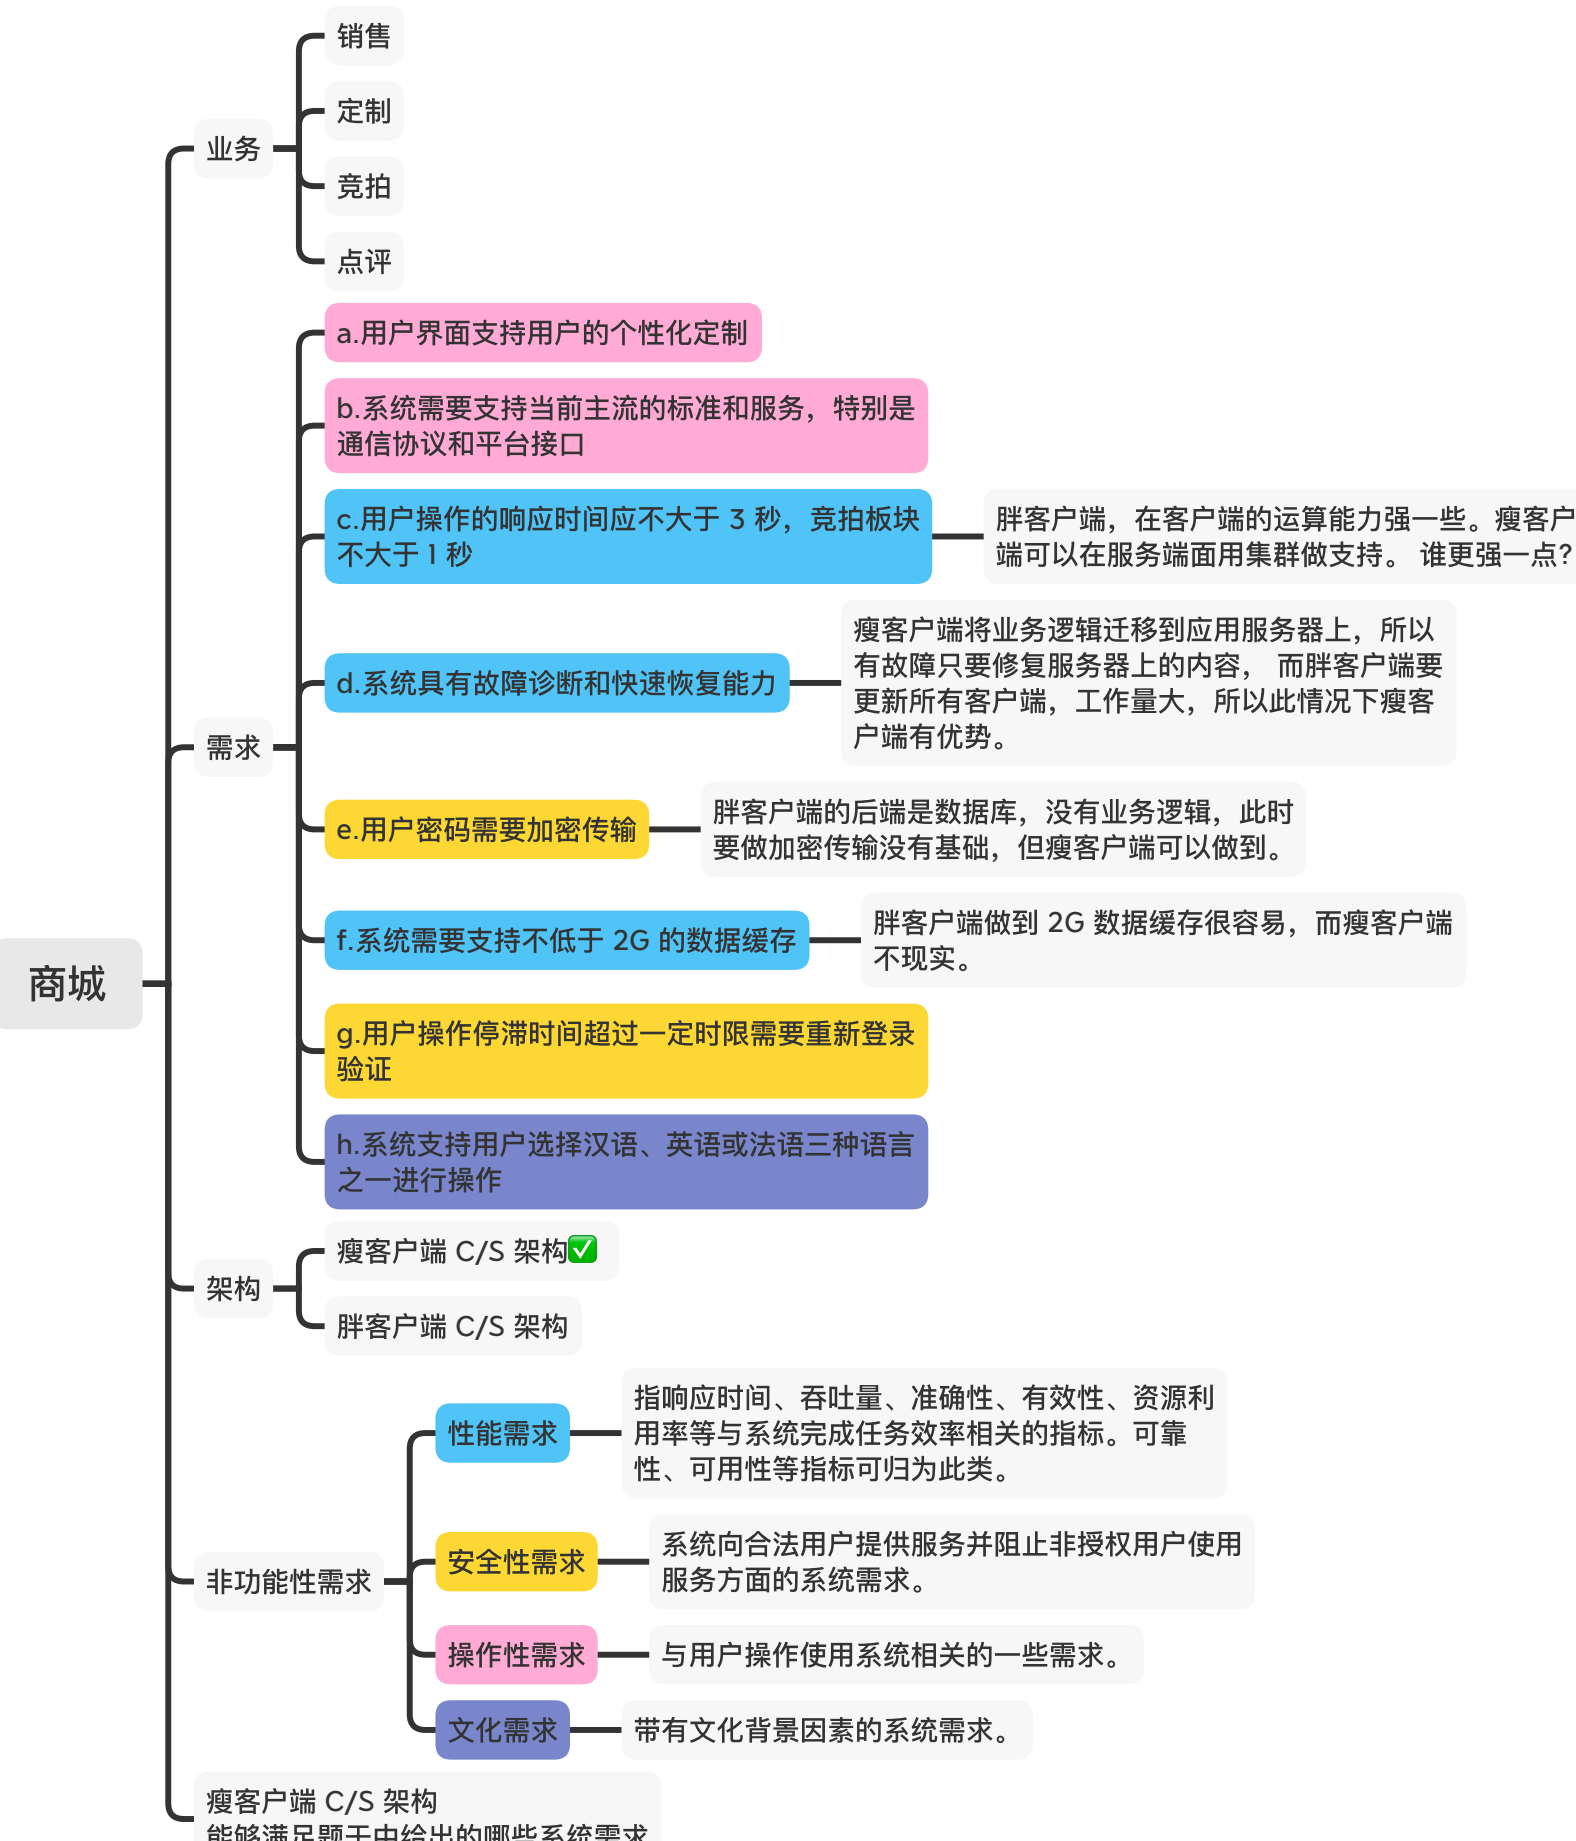 销售
定制
业务
竞拍
点评
a.用户界面支持用户的个性化定制
b.系统需要支持当前主流的标准和服务，特别是
通信协议和平台接口
c.用户操作的响应时间应不大于 3 秒，竞拍板块
不大于 1 秒
胖客户端，在客户端的运算能力强一些。瘦客户
端可以在服务端面用集群做支持。 谁更强一点?
瘦客户端将业务逻辑迁移到应用服务器上，所以
有故障只要修复服务器上的内容， 而胖客户端要
更新所有客户端，工作量大，所以此情况下瘦客
户端有优势。
d.系统具有故障诊断和快速恢复能力
需求
e.用户密码需要加密传输
胖客户端的后端是数据库，没有业务逻辑，此时
要做加密传输没有基础，但瘦客户端可以做到。
f.系统需要支持不低于 2G 的数据缓存
胖客户端做到 2G 数据缓存很容易，而瘦客户端
不现实。
商城
g.用户操作停滞时间超过一定时限需要重新登录
验证
h.系统支持用户选择汉语、英语或法语三种语言
之一进行操作
瘦客户端 C/S 架构✅
架构
胖客户端 C/S 架构
性能需求
指响应时间、吞吐量、准确性、有效性、资源利
用率等与系统完成任务效率相关的指标。可靠
性、可用性等指标可归为此类。
安全性需求
系统向合法用户提供服务并阻止非授权用户使用
服务方面的系统需求。
非功能性需求
操作性需求
与用户操作使用系统相关的一些需求。
文化需求
带有文化背景因素的系统需求。
瘦客户端 C/S 架构
能够满足题干中给出的哪些系统需求